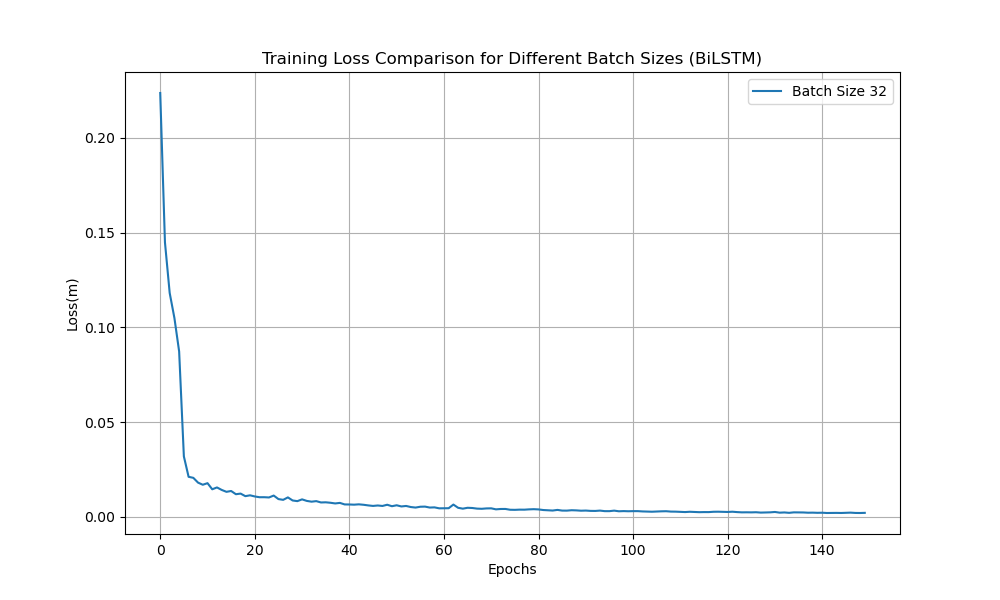 Training Loss Comparison for Different Batch Sizes (BiLSTM)
Batch Size 32
Loss(m)
0.20
0.15
0.10
0.05
0.00
0 20 40 60 80 100 120 140
Epochs